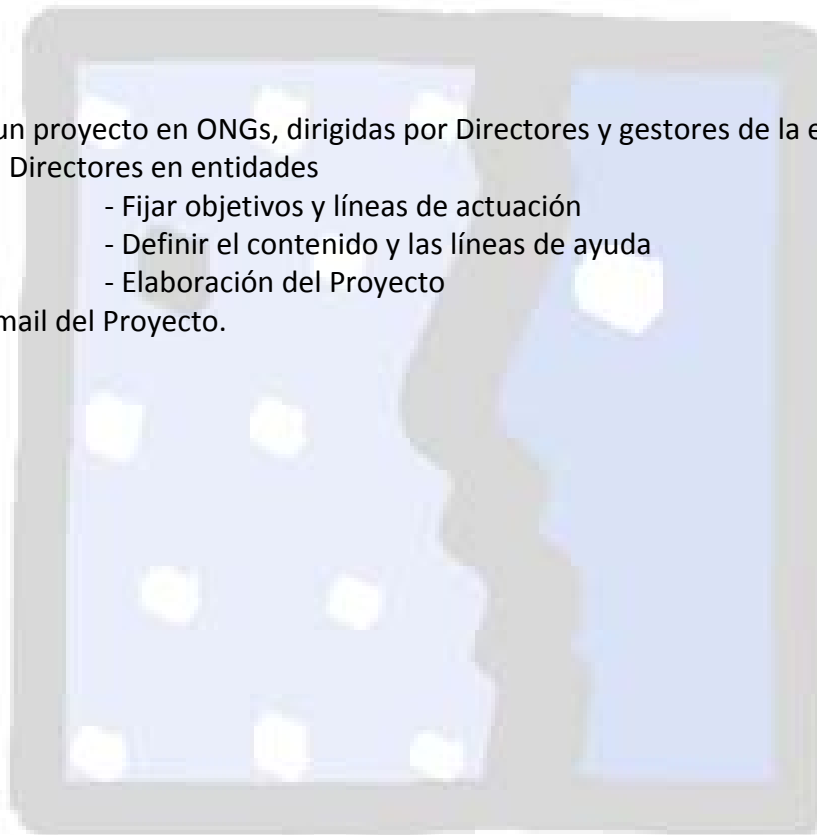 un proyecto en ONGs, dirigidas por Directores y gestores de la
Directores en entidades
- Fijar objetivos y líneas de actuación
- Definir el contenido y las líneas de ayuda
- Elaboración del Proyecto
mail del Proyecto.